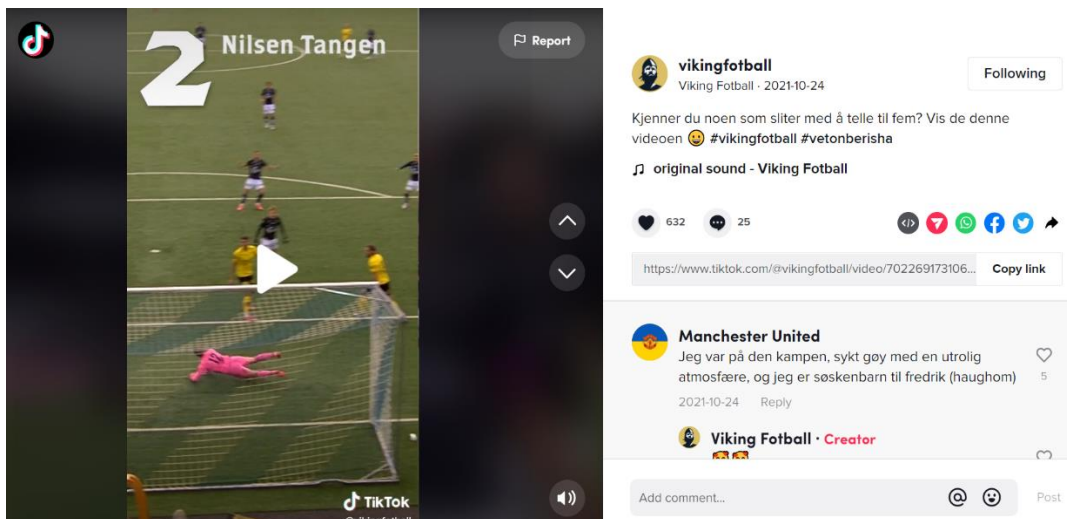 2 Nilsen Tangen
Report
TikTok
vikingfotball
Viking Fotball · 2021-10-24
Following
Kjenner du noen som sliter med å telle til fem? Vis de denne
videoen 😀 #vikingfotball #vetonberisha
♫ original sound - Viking Fotball
632
25
https://www.tiktok.com/@vikingfotball/video/702269173106...
Copy link
Manchester United
Jeg var på den kampen, sykt gøy med en utrolig
atmosfære, og jeg er søskenbarn til fredrik (haughom)
5
2021-10-24 Reply
Viking Fotball · Creator
🥰🥰
Add comment...
Post